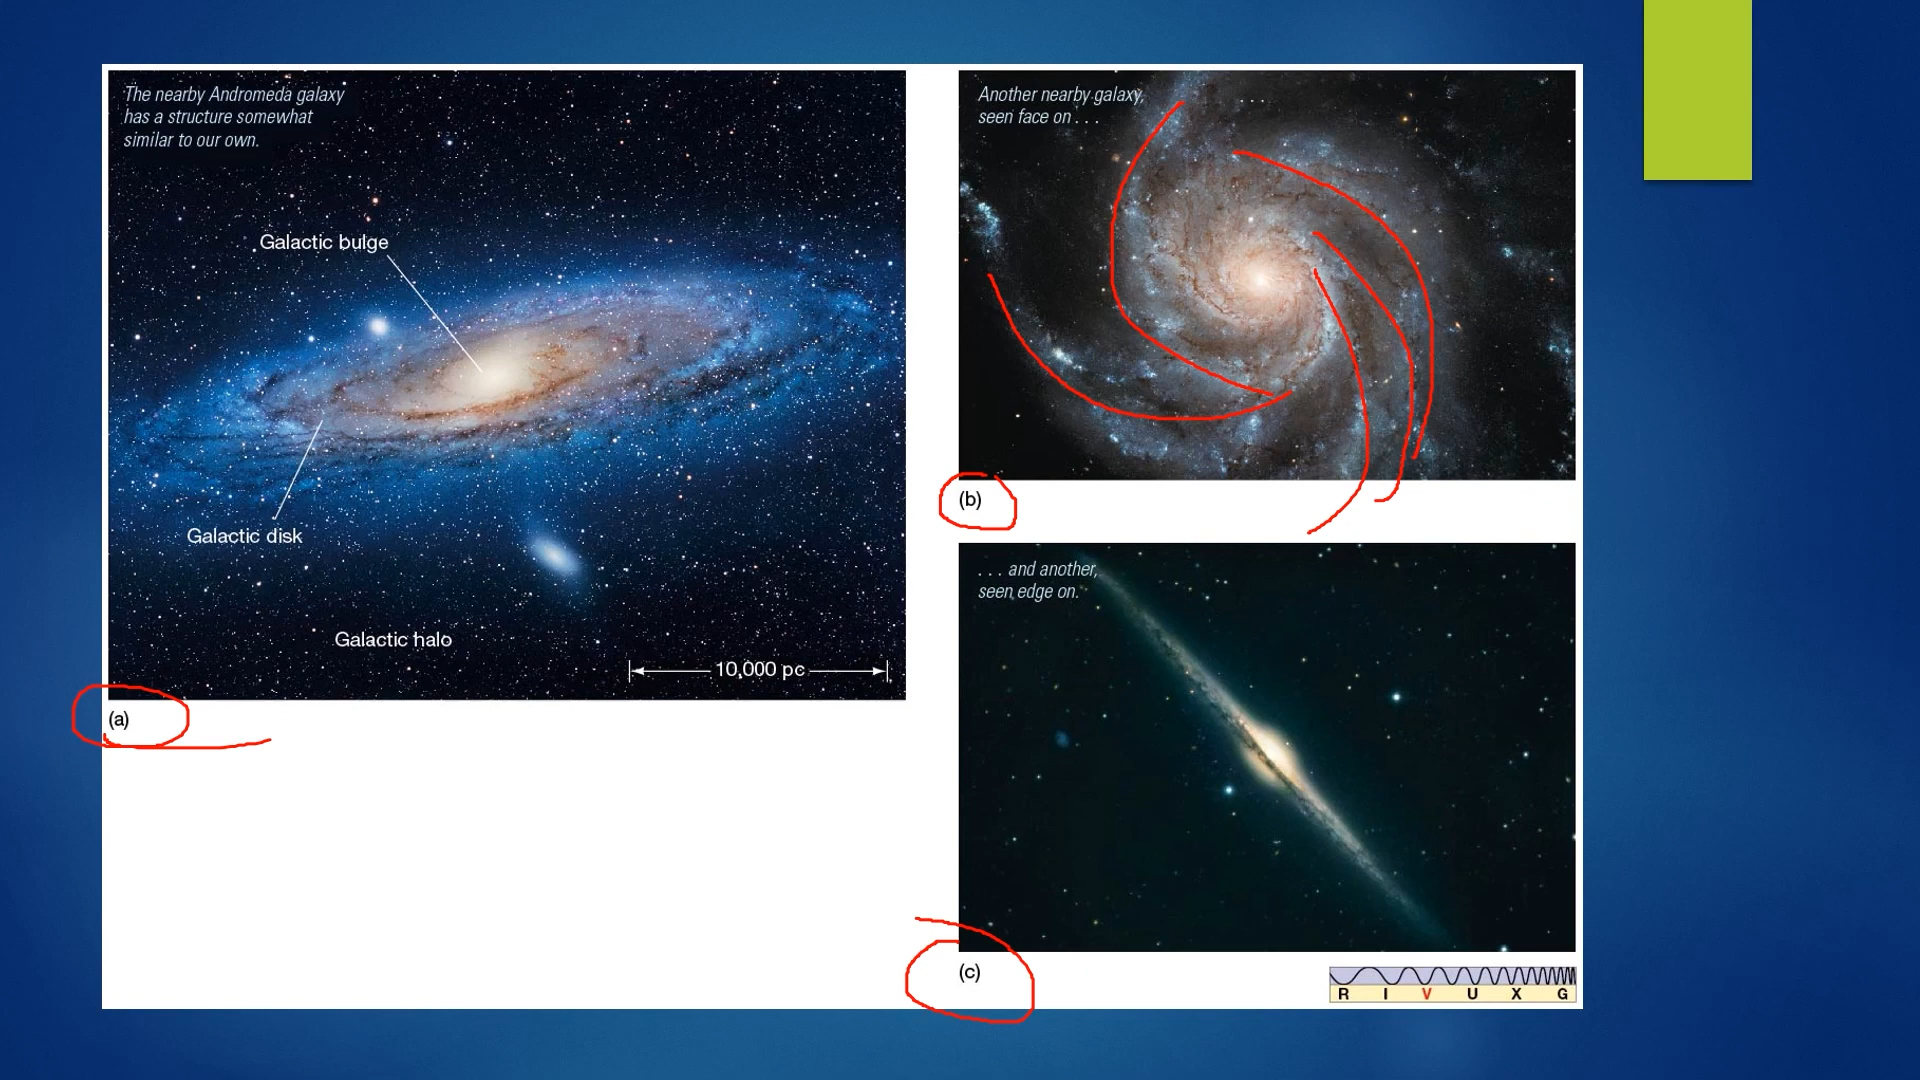 The nearby Andromeda galaxy
has a structure somewhat
similar to our own.
Galactic bulge
Galactic disk
Galactic halo
10,000 pc
(a)
Another nearby galaxy,
seen face on . . .
(b)
. . . and another,
seen edge on.
(c)
R I V U X G